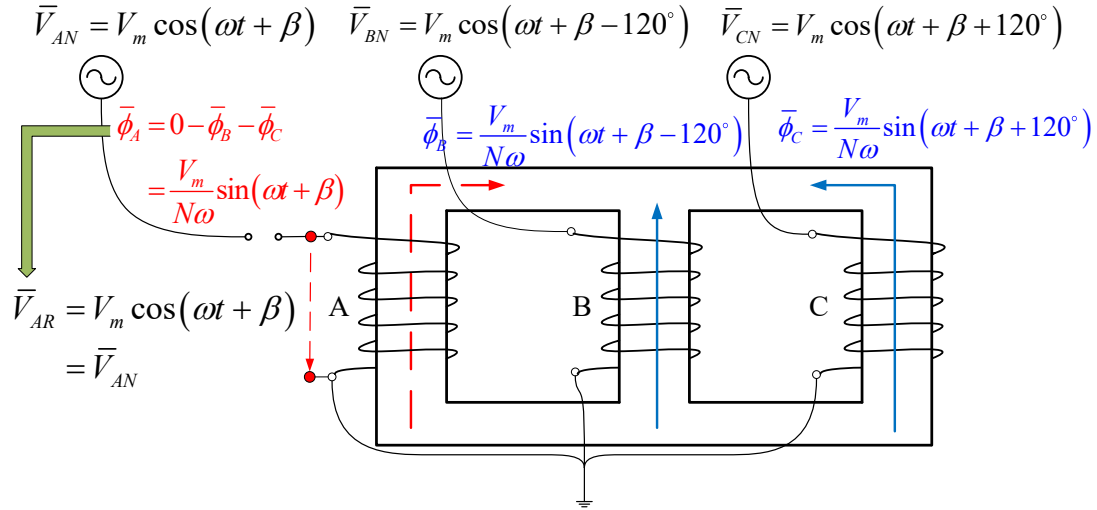 V̅_AN = V_m cos(ωt + β)
V̅_BN = V_m cos(ωt + β − 120°)
V̅_CN = V_m cos(ωt + β + 120°)
ϕ̅_A = 0 − ϕ̅_B − ϕ̅_C
= V_m/Nω sin(ωt + β)
ϕ̅_B = V_m/Nω sin(ωt + β − 120°)
ϕ̅_C = V_m/Nω sin(ωt + β + 120°)
V̅_AR = V_m cos(ωt + β)
= V̅_AN
A
B
C